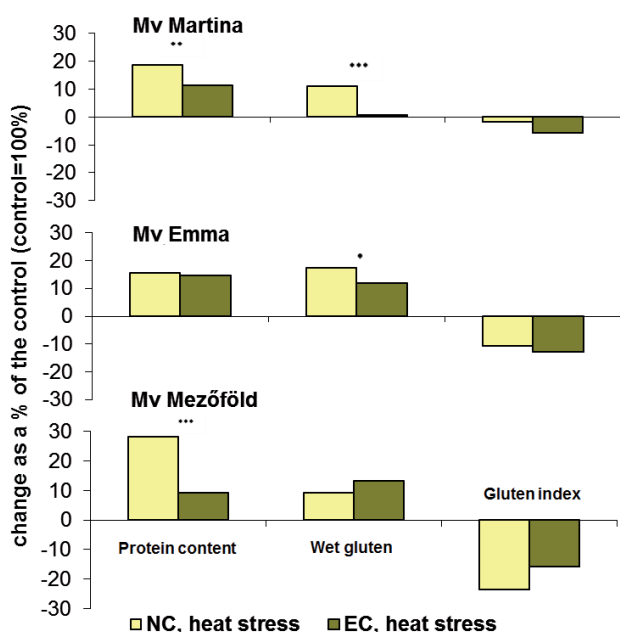 change as a % of the control (control=100%)
Mv Martina
30
20
10
0
-10
-20
-30
**
***
Mv Emma
30
20
10
0
-10
-20
-30
*
Mv Mezőföld
30
20
10
0
-10
-20
-30
***
Protein content
Wet gluten
Gluten index
NC, heat stress
EC, heat stress